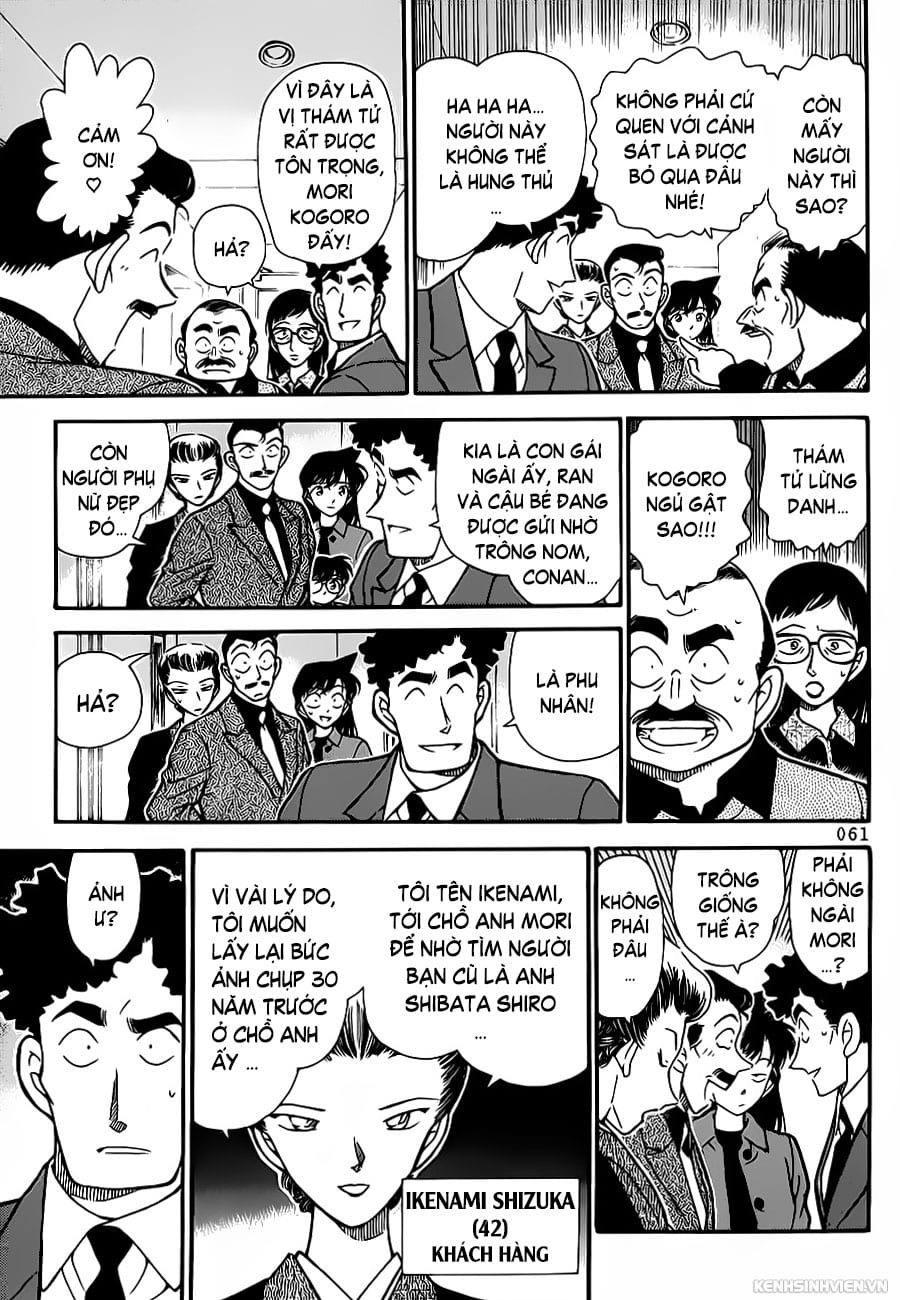 CÒN
MẤY
NGƯỜI
NÀY THÌ
SAO?
KHÔNG PHẢI CỨ
QUEN VỚI CẢNH
SÁT LÀ ĐƯỢC
BỎ QUA ĐÂU
NHÉ!
HA HA HA...
NGƯỜI NÀY
KHÔNG THỂ
LÀ HUNG THỦ
...
VÌ ĐÂY LÀ
VỊ THÁM TỬ
RẤT ĐƯỢC
TÔN TRỌNG,
MORI
KOGORO
ĐẤY!
HẢ?
CẢM
ƠN!
♡
THÁM
TỬ LỪNG
DANH...
KOGORO
NGỦ GẬT
SAO!!!
KIA LÀ CON GÁI
NGÀI ẤY, RAN
VÀ CẬU BÉ ĐANG
ĐƯỢC GỬI NHỜ
TRÔNG NOM,
CONAN...
CÒN
NGƯỜI PHỤ
NỮ ĐẸP
ĐÓ...
LÀ PHU
NHÂN!
HẢ?
061
PHẢI
KHÔNG
NGÀI
MORI
...?
TRÔNG
GIỐNG
THẾ À?
KHÔNG
PHẢI
ĐÂU
...
TÔI TÊN IKENAMI,
TỚI CHỖ ANH MORI
ĐỂ NHỜ TÌM NGƯỜI
BẠN CŨ LÀ ANH
SHIBATA SHIRO
...
VÌ VÀI LÝ DO,
TÔI MUỐN
LẤY LẠI BỨC
ẢNH CHỤP 30
NĂM TRƯỚC
Ở CHỖ ANH
ẤY ...
IKENAMI SHIZUKA
(42)
KHÁCH HÀNG
ẢNH
Ư?
KENHSINHVIEN.VN